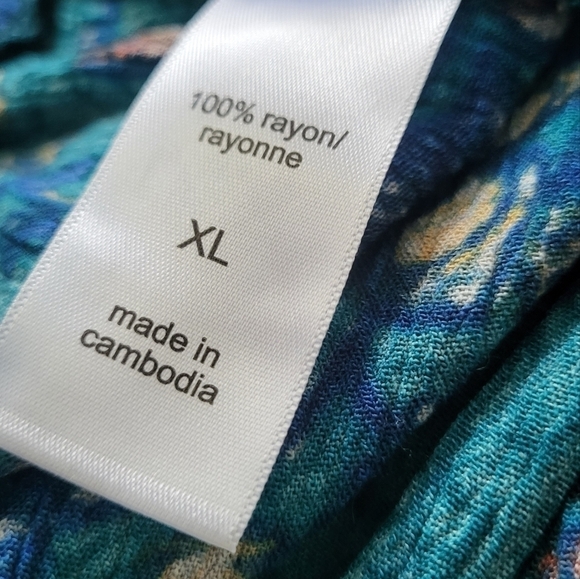 100% rayon/
rayonne
XL
made in
cambodia